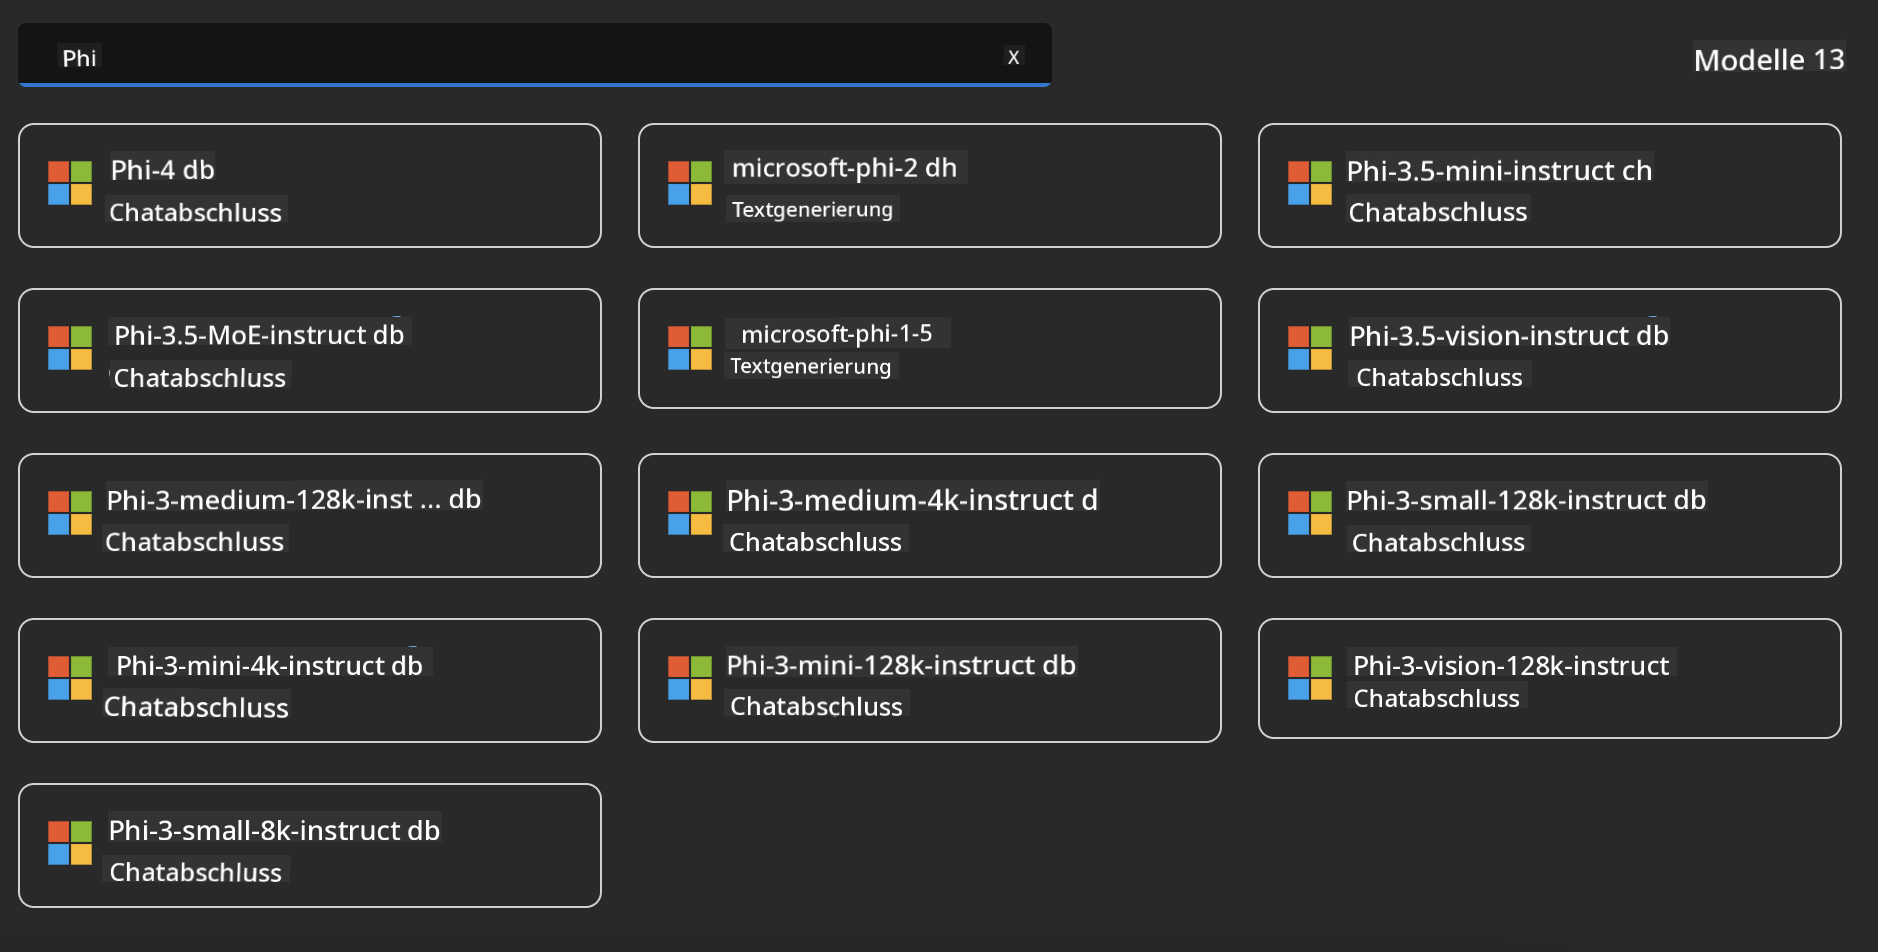 Phi
X
Modelle 13
Phi-4 db
Chatabschluss
microsoft-phi-2 dh
Textgenerierung
Phi-3.5-mini-instruct ch
Chatabschluss
Phi-3.5-MoE-instruct db
Chatabschluss
microsoft-phi-1-5
Textgenerierung
Phi-3.5-vision-instruct db
Chatabschluss
Phi-3-medium-128k-inst ... db
Chatabschluss
Phi-3-medium-4k-instruct d
Chatabschluss
Phi-3-small-128k-instruct db
Chatabschluss
Phi-3-mini-4k-instruct db
Chatabschluss
Phi-3-mini-128k-instruct db
Chatabschluss
Phi-3-vision-128k-instruct
Chatabschluss
Phi-3-small-8k-instruct db
Chatabschluss